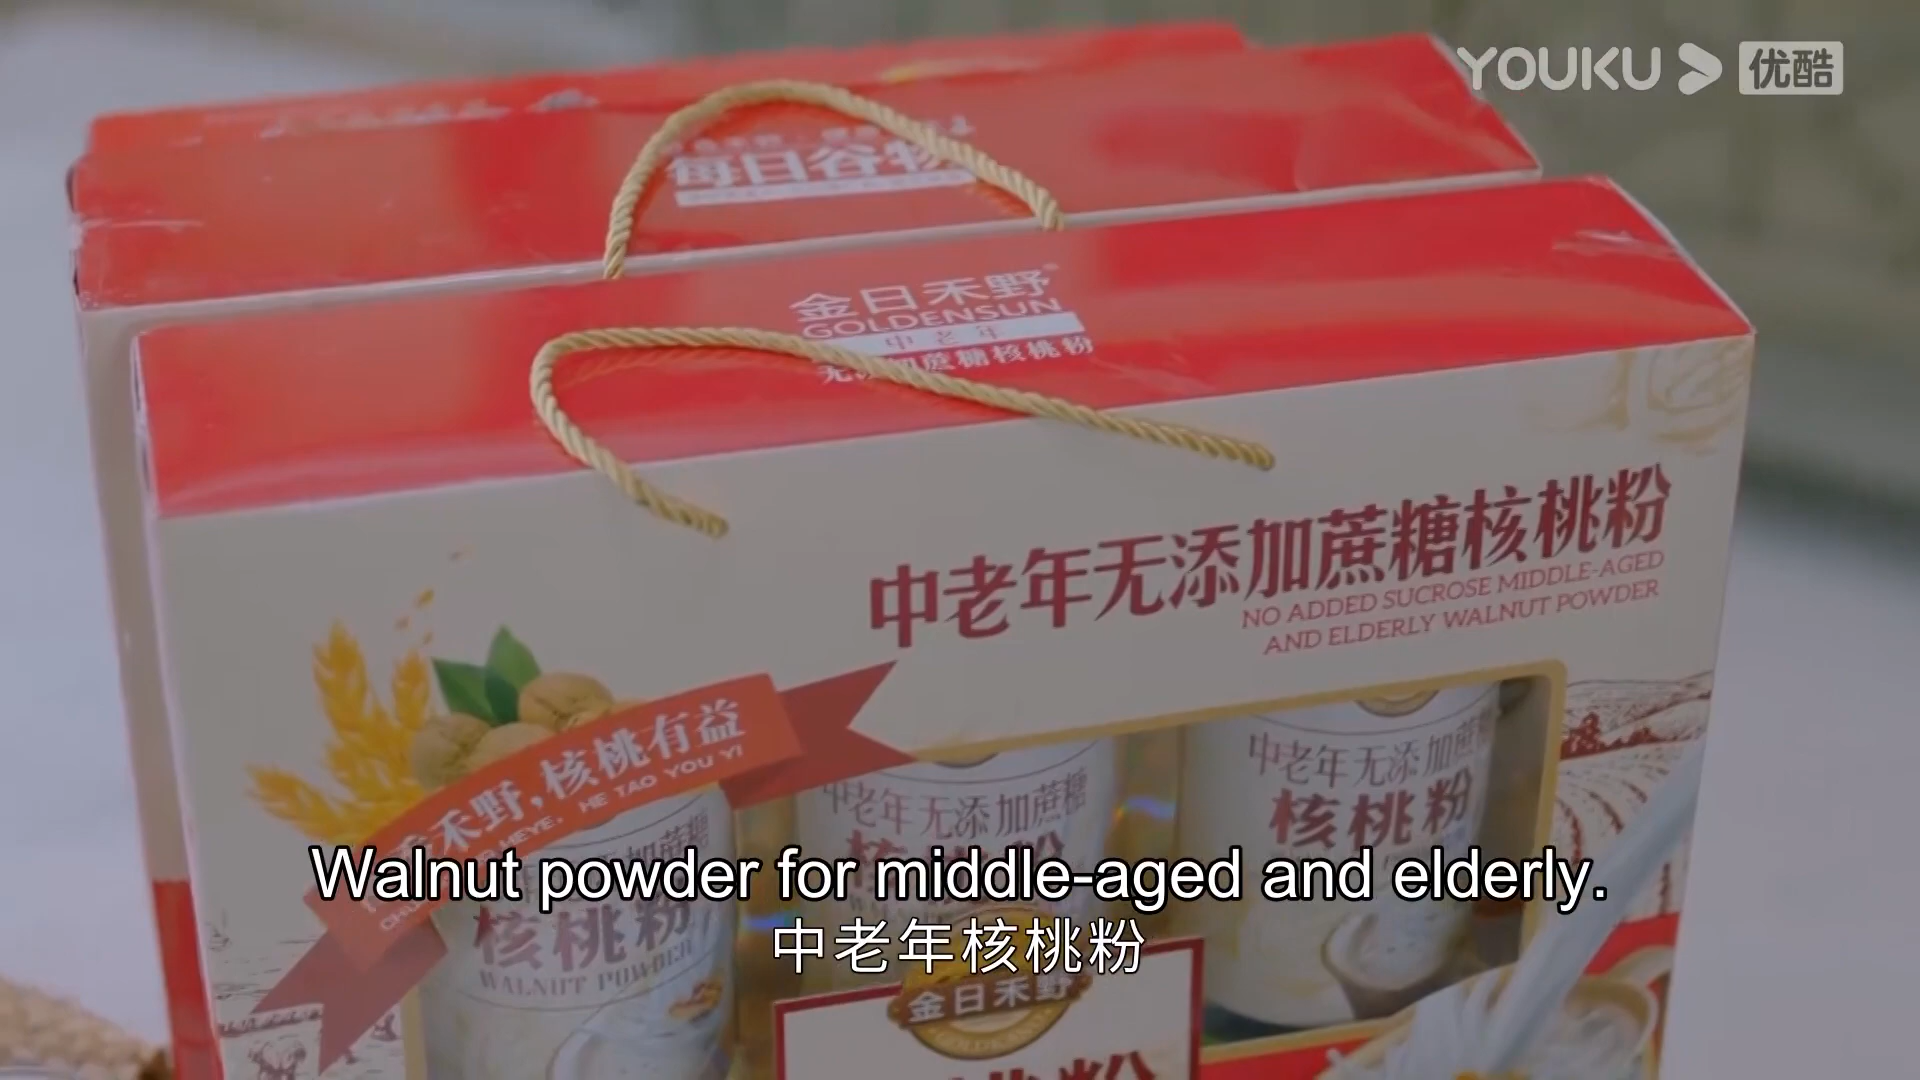 YOUKU 优酷
每日谷物
金日禾野
GOLDENSUN
中老年
无添加蔗糖核桃粉
中老年无添加蔗糖核桃粉
NO ADDED SUCROSE MIDDLE-AGED
AND ELDERLY WALNUT POWDER
禾野,核桃有益
HEYE, HE TAO YOU YI
中老年无添加蔗糖
中老年无添加蔗
核桃粉
核桃粉
WALNUT POWDER
Walnut powder for middle-aged and elderly.
中老年核桃粉
金日禾野